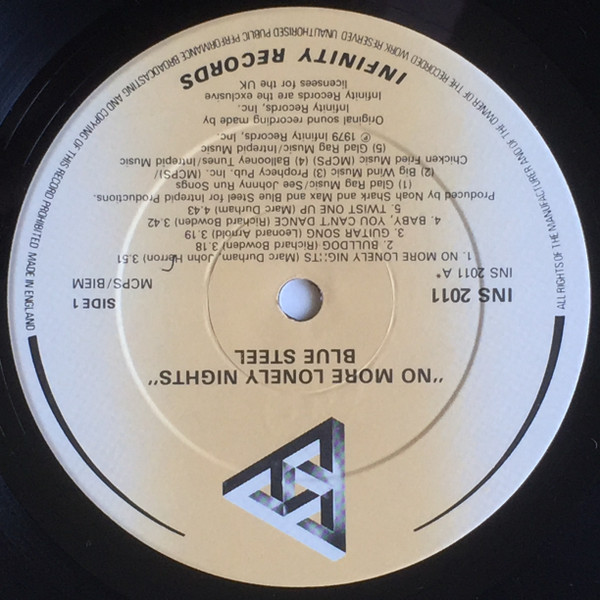 "NO MORE LONELY NIGHTS"
BLUE STEEL
INS 2011
INS 2011 A*
SIDE 1
MCPS/BIEM
1. NO MORE LONELY NIGHTS (Marc Durham, John Herron) 3.51
2. BULLDOG (Richard Bowden) 3.18
3. GUITAR SONG (Leonard Arnold) 3.19
4. BABY, YOU CAN'T DANCE (Richard Bowden) 3.42
5. TWIST ONE UP (Marc Durham) 4.43
Produced by Noah Shark and Max and Blue Steel for Intrepid Productions.
(1) Glad Rag Music/See Johnny Run Songs
(2) Big Wind Music (3) Prophecy Pub. Inc. (MCPS)/
Chicken Fried Music (4) Ballooney Tunes/Intrepid Music
(5) Glad Rag Music/Intrepid Music
℗ 1979 Infinity Records, Inc.
Original sound recording made by
Infinity Records, Inc.
Infinity Records are the exclusive
licensees for the UK
INFINITY RECORDS
ALL RIGHTS OF THE MANUFACTURER AND OF THE OWNER OF THE RECORDED WORK RESERVED UNAUTHORISED PUBLIC PERFORMANCE BROADCASTING AND COPYING OF THIS RECORD PROHIBITED MADE IN ENGLAND